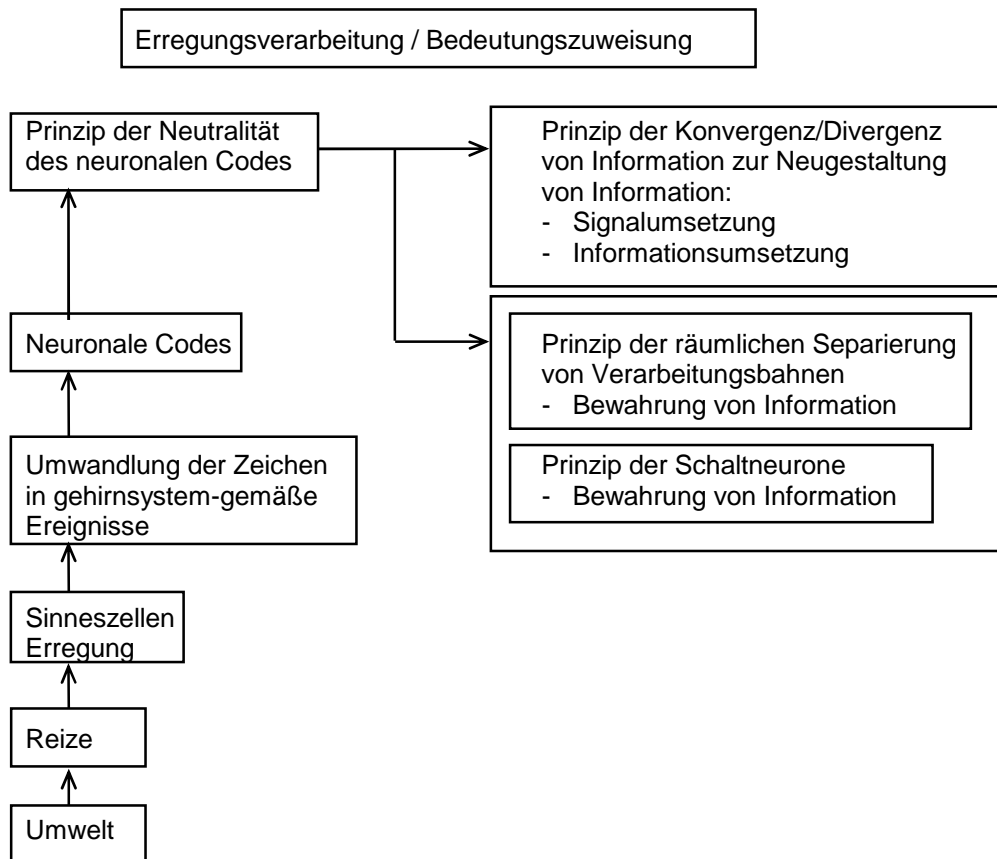 Erregungsverarbeitung / Bedeutungszuweisung
Prinzip der Neutralität
des neuronalen Codes
Prinzip der Konvergenz/Divergenz
von Information zur Neugestaltung
von Information:
- Signalumsetzung
- Informationsumsetzung
Neuronale Codes
Prinzip der räumlichen Separierung
von Verarbeitungsbahnen
- Bewahrung von Information
Umwandlung der Zeichen
in gehirnsystem-gemäße
Ereignisse
Prinzip der Schaltneurone
- Bewahrung von Information
Sinneszellen
Erregung
Reize
Umwelt